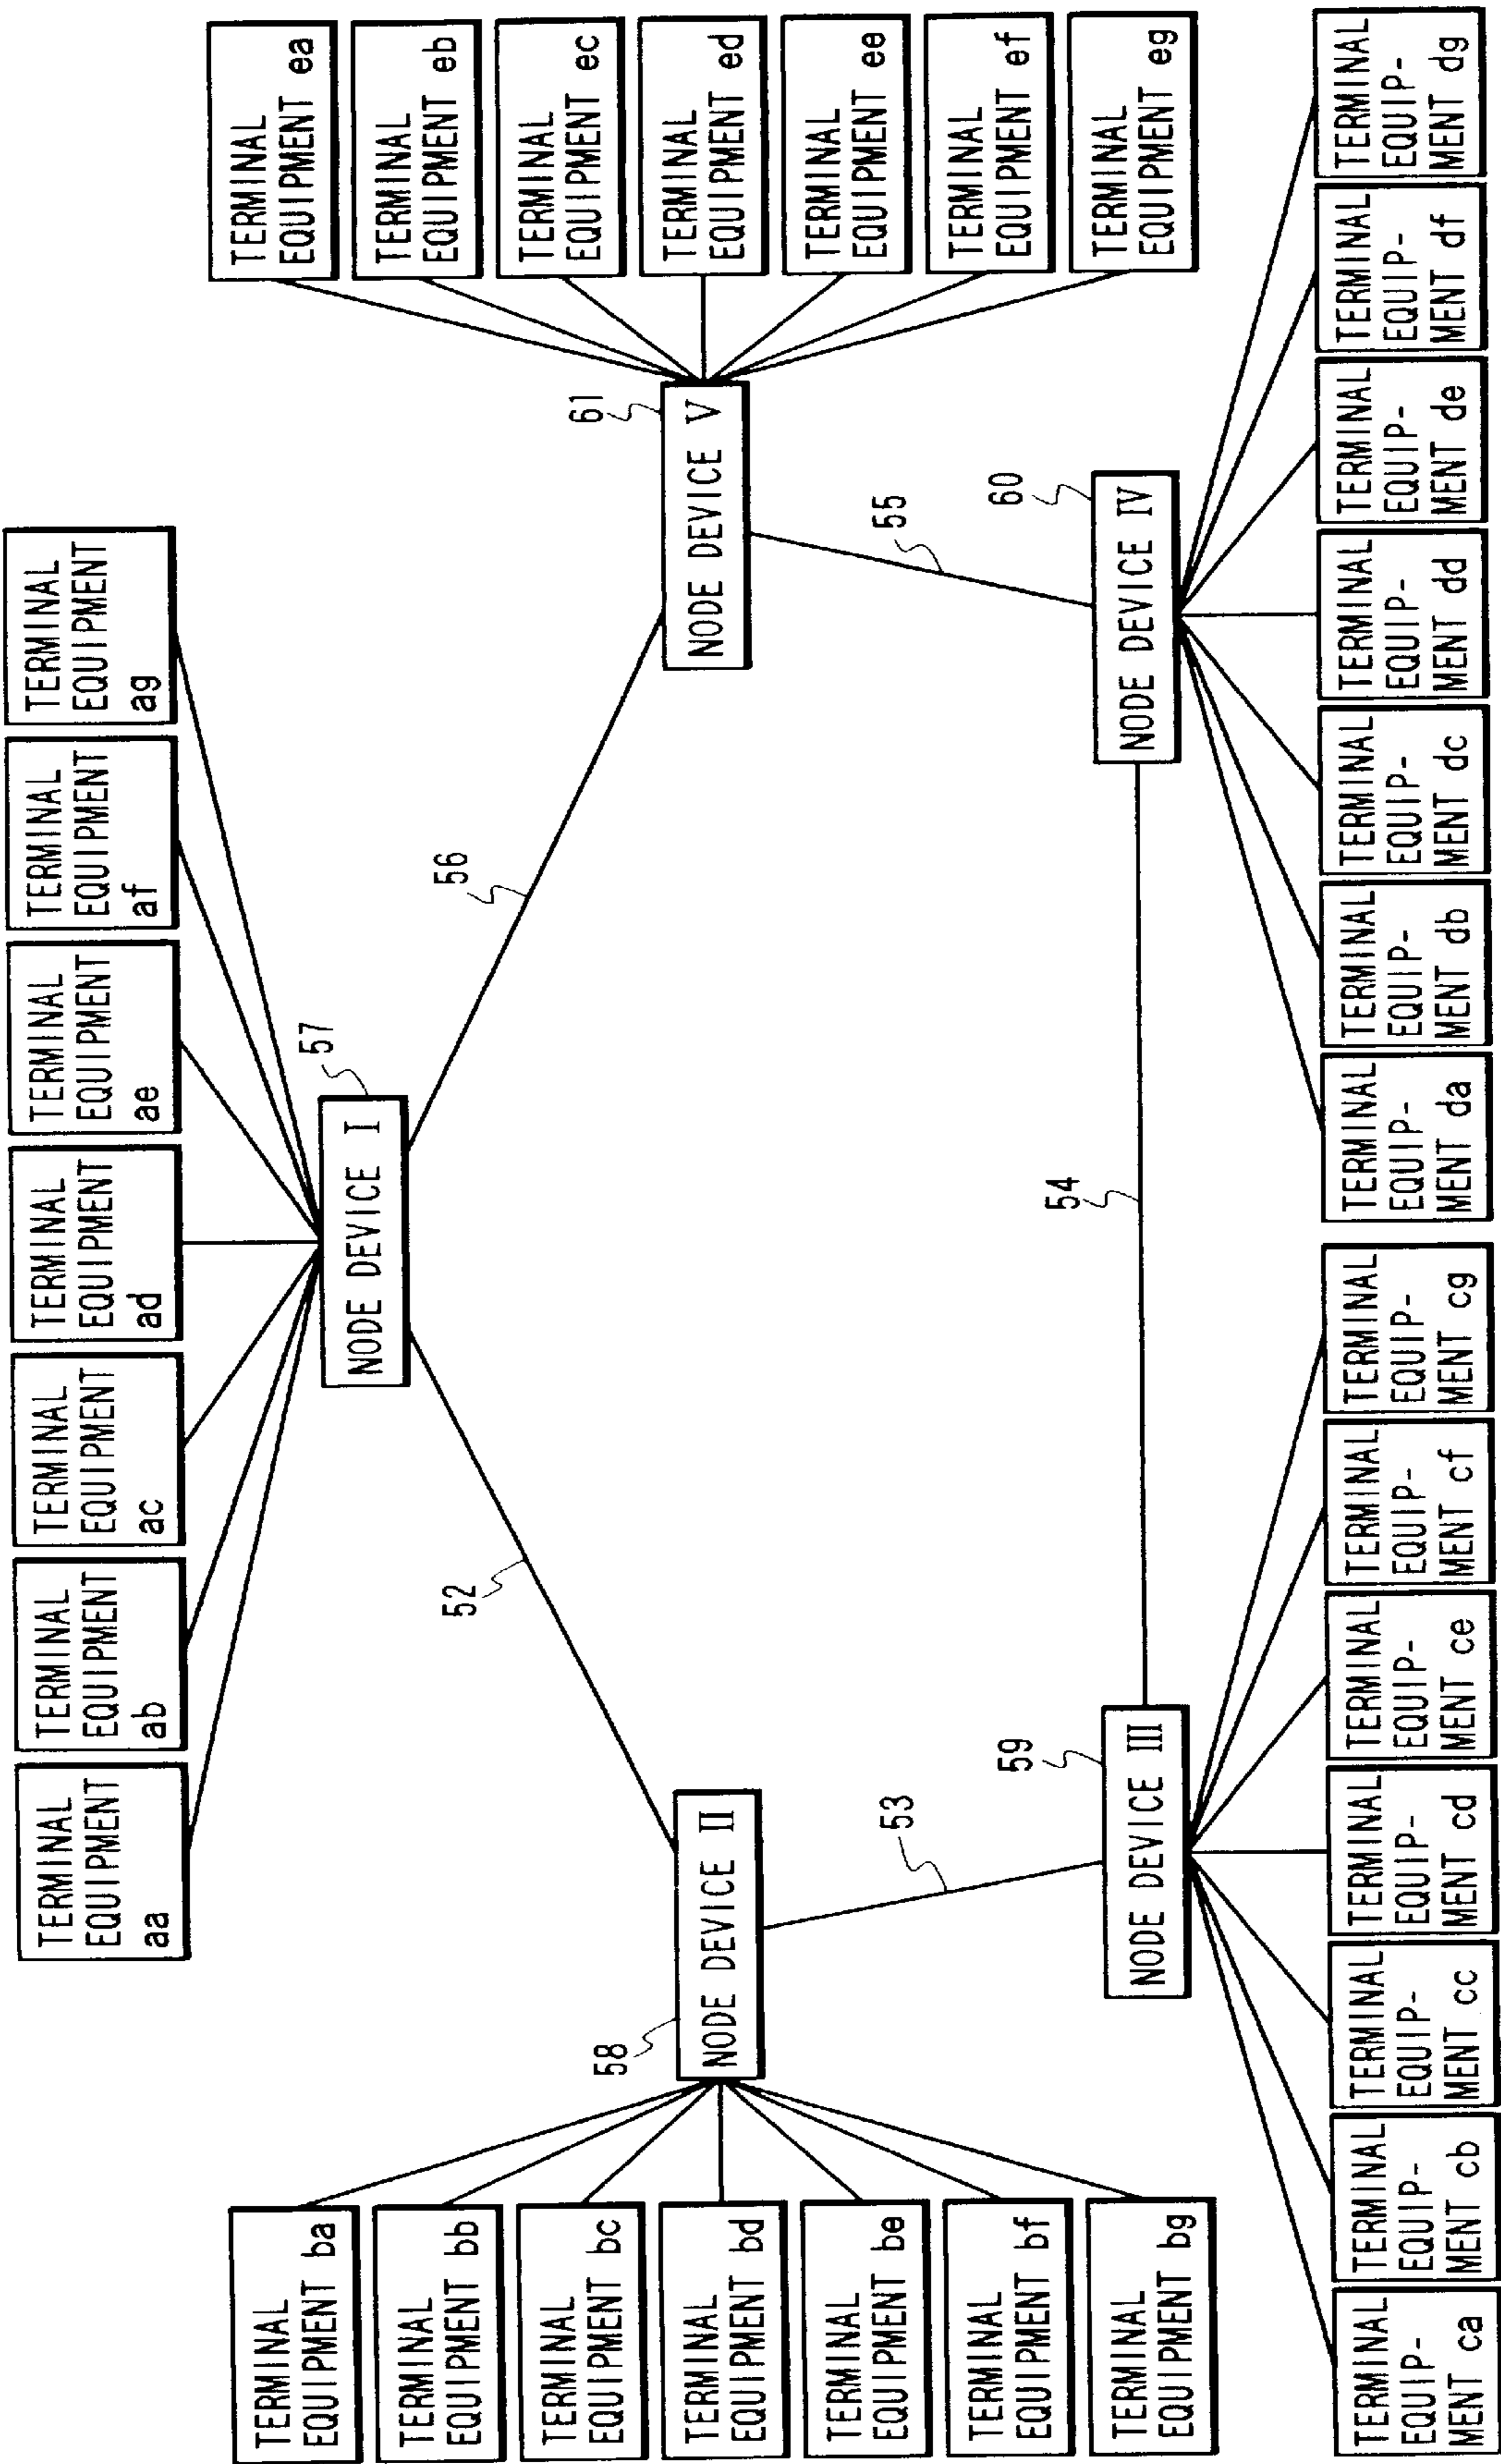 TERMINAL
EQUIPMENT
aa
TERMINAL
EQUIPMENT
ab
TERMINAL
EQUIPMENT
ac
TERMINAL
EQUIPMENT
ad
TERMINAL
EQUIPMENT
ae
TERMINAL
EQUIPMENT
af
TERMINAL
EQUIPMENT
ag
57
NODE DEVICE I
52
56
TERMINAL
EQUIPMENT ba
TERMINAL
EQUIPMENT bb
TERMINAL
EQUIPMENT bc
TERMINAL
EQUIPMENT bd
TERMINAL
EQUIPMENT be
TERMINAL
EQUIPMENT bf
TERMINAL
EQUIPMENT bg
58
NODE DEVICE II
61
NODE DEVICE V
TERMINAL
EQUIPMENT ea
TERMINAL
EQUIPMENT eb
TERMINAL
EQUIPMENT ec
TERMINAL
EQUIPMENT ed
TERMINAL
EQUIPMENT ee
TERMINAL
EQUIPMENT ef
TERMINAL
EQUIPMENT eg
53
55
59
NODE DEVICE III
54
60
NODE DEVICE IV
TERMINAL
EQUIP-
MENT ca
TERMINAL
EQUIP-
MENT cb
TERMINAL
EQUIP-
MENT cc
TERMINAL
EQUIP-
MENT cd
TERMINAL
EQUIP-
MENT ce
TERMINAL
EQUIP-
MENT cf
TERMINAL
EQUIP-
MENT cg
TERMINAL
EQUIP-
MENT da
TERMINAL
EQUIP-
MENT db
TERMINAL
EQUIP-
MENT dc
TERMINAL
EQUIP-
MENT dd
TERMINAL
EQUIP-
MENT de
TERMINAL
EQUIP-
MENT df
TERMINAL
EQUIP-
MENT dg